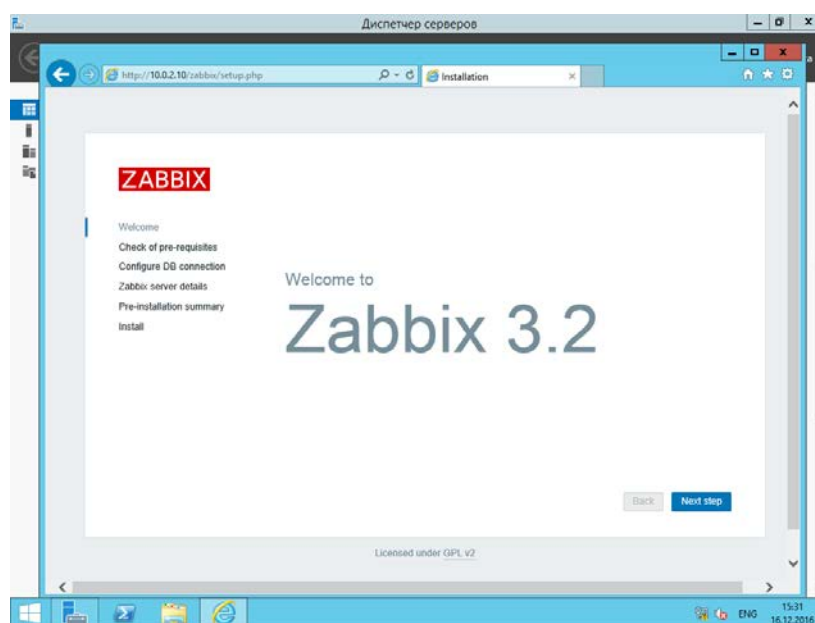 Диспетчер серверов
http://10.0.2.10/zabbix/setup.php
Installation
ZABBIX
Welcome
Check of pre-requisites
Configure DB connection
Zabbix server details
Pre-installation summary
Install
Welcome to
Zabbix 3.2
Back
Next step
Licensed under GPL v2
ENG
15:31
16.12.2016